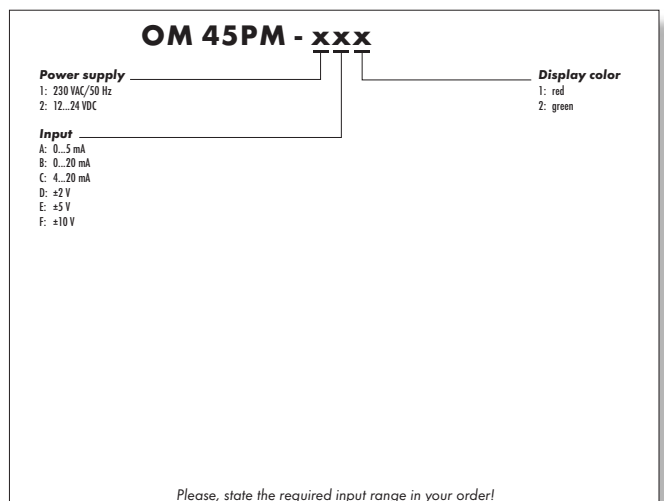 OM 45PM - xxx
Power supply
1: 230 VAC/50 Hz
2: 12...24 VDC
Display color
1: red
2: green
Input
A: 0...5 mA
B: 0...20 mA
C: 4...20 mA
D: ±2 V
E: ±5 V
F: ±10 V
Please, state the required input range in your order!